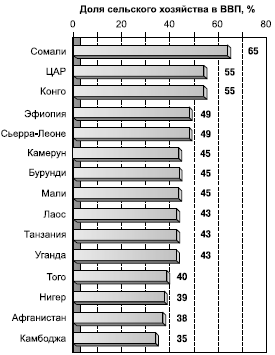 Доля сельского хозяйства в ВВП, %
0 20 40 60 80 100
Сомали 65
ЦАР 55
Конго 55
Эфиопия 49
Сьерра-Леоне 49
Камерун 45
Бурунди 45
Мали 45
Лаос 43
Танзания 43
Уганда 43
Того 40
Нигер 39
Афганистан 38
Камбоджа 35